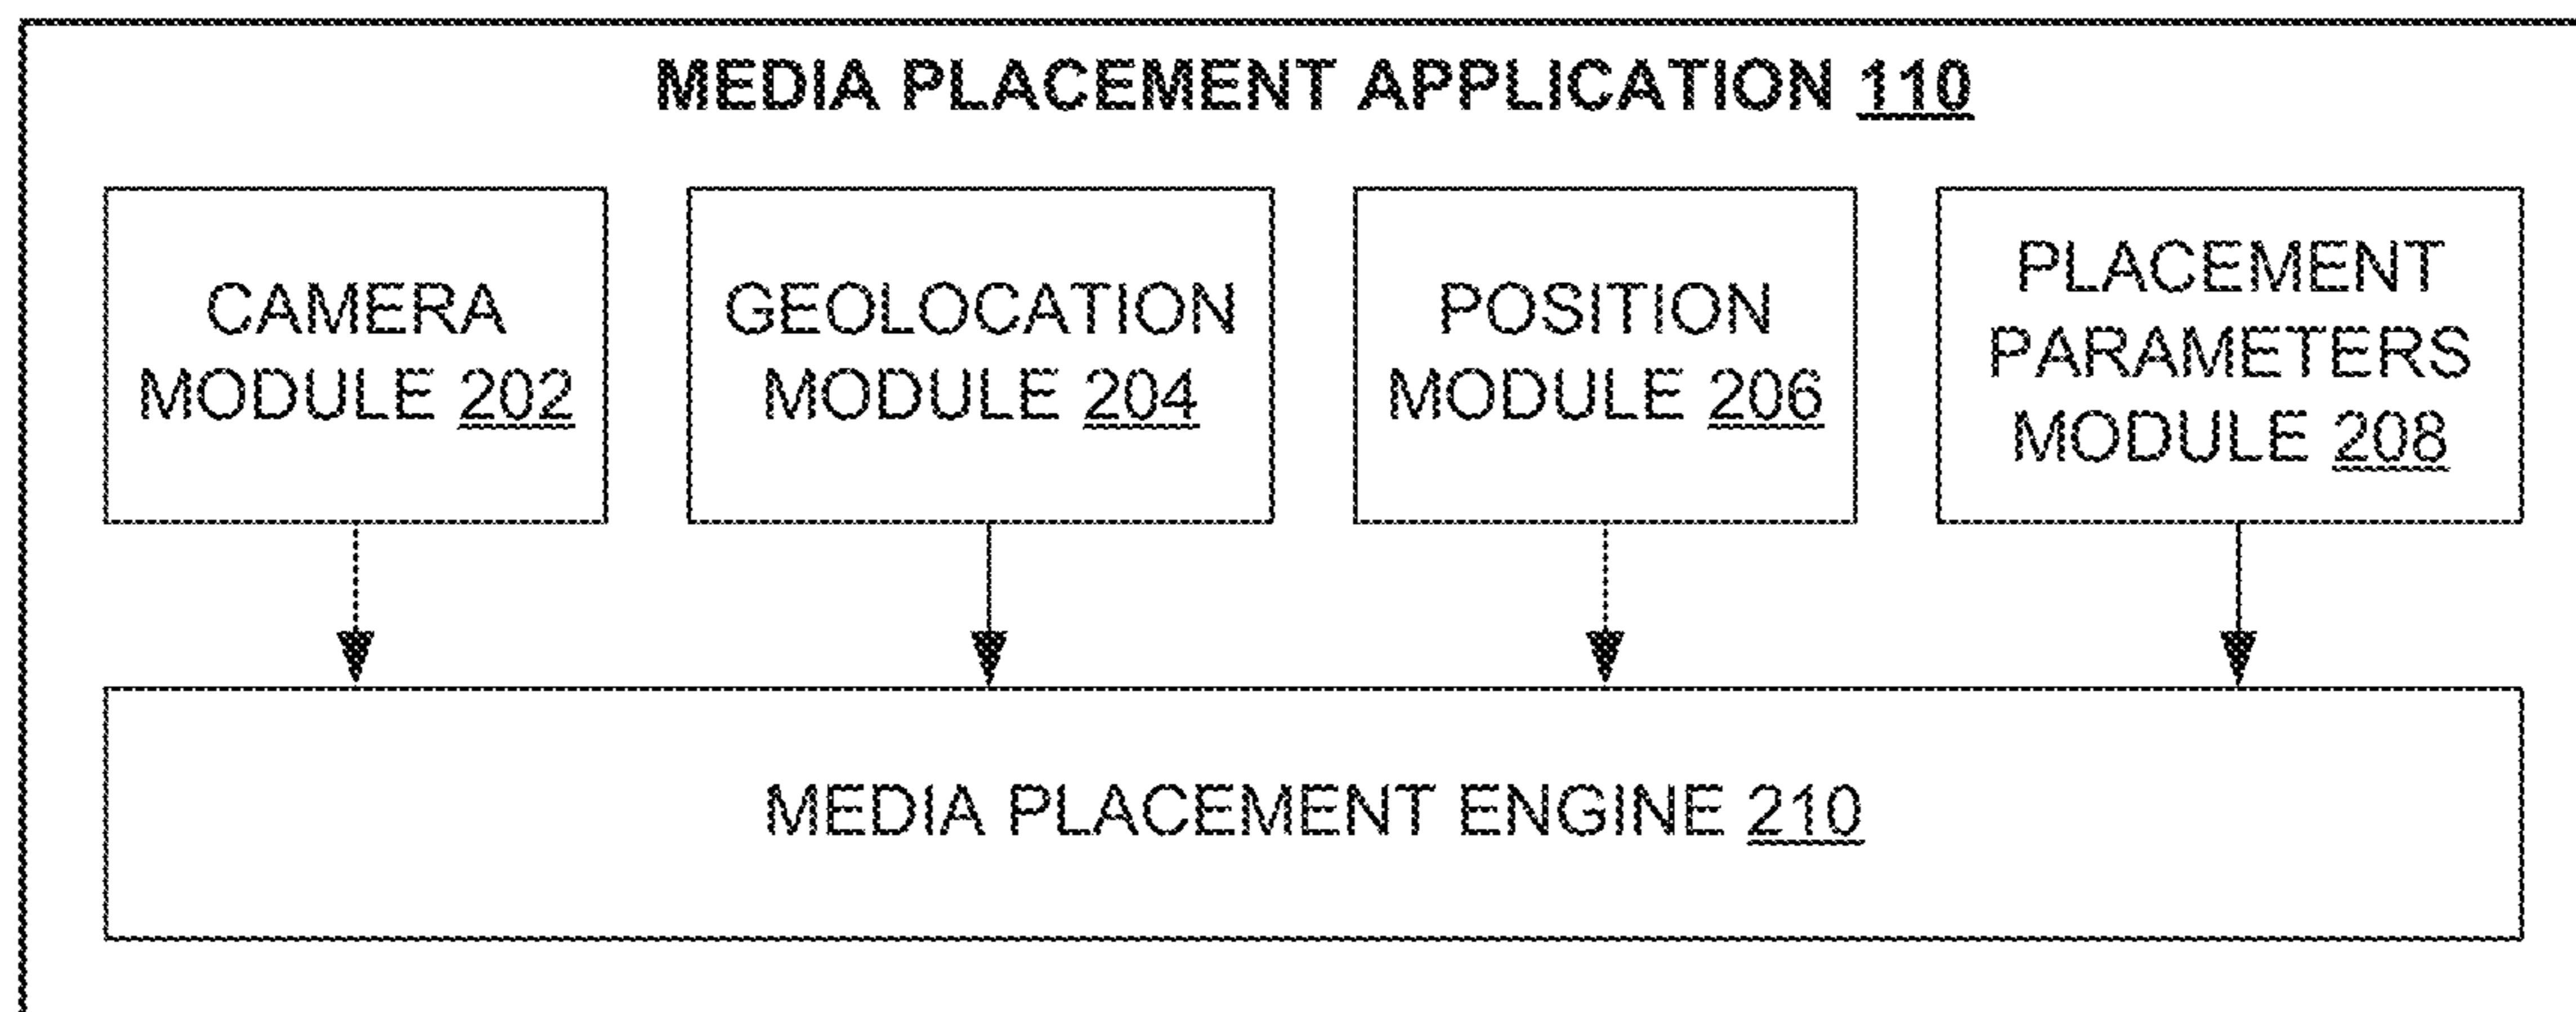 MEDIA PLACEMENT APPLICATION 110
CAMERA
MODULE 202
GEOLOCATION
MODULE 204
POSITION
MODULE 206
PLACEMENT
PARAMETERS
MODULE 208
MEDIA PLACEMENT ENGINE 210